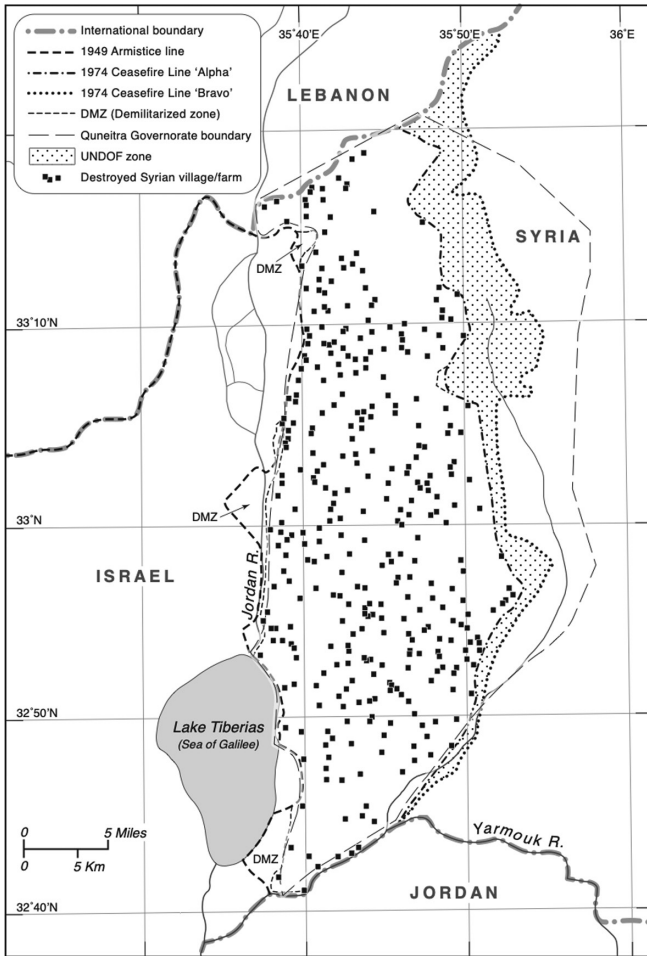 International boundary
1949 Armistice line
1974 Ceasefire Line ‘Alpha’
1974 Ceasefire Line ‘Bravo’
DMZ (Demilitarized zone)
Quneitra Governorate boundary
UNDOF zone
Destroyed Syrian village/farm
35°40'E
35°50'E
36°E
LEBANON
SYRIA
DMZ
33°10'N
DMZ
33°N
ISRAEL
Jordan R.
32°50'N
Lake Tiberias
(Sea of Galilee)
0 5 Miles
0 5 Km
DMZ
Yarmouk R.
JORDAN
32°40'N